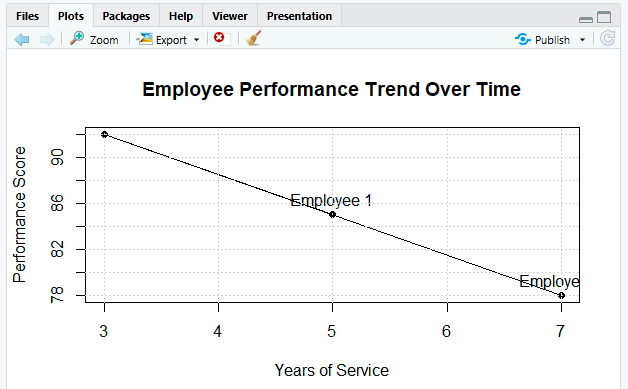 Files Plots Packages Help Viewer Presentation
Zoom Export Publish
Employee Performance Trend Over Time
Performance Score
90
86
82
78
Employee 1
Employe
3 4 5 6 7
Years of Service